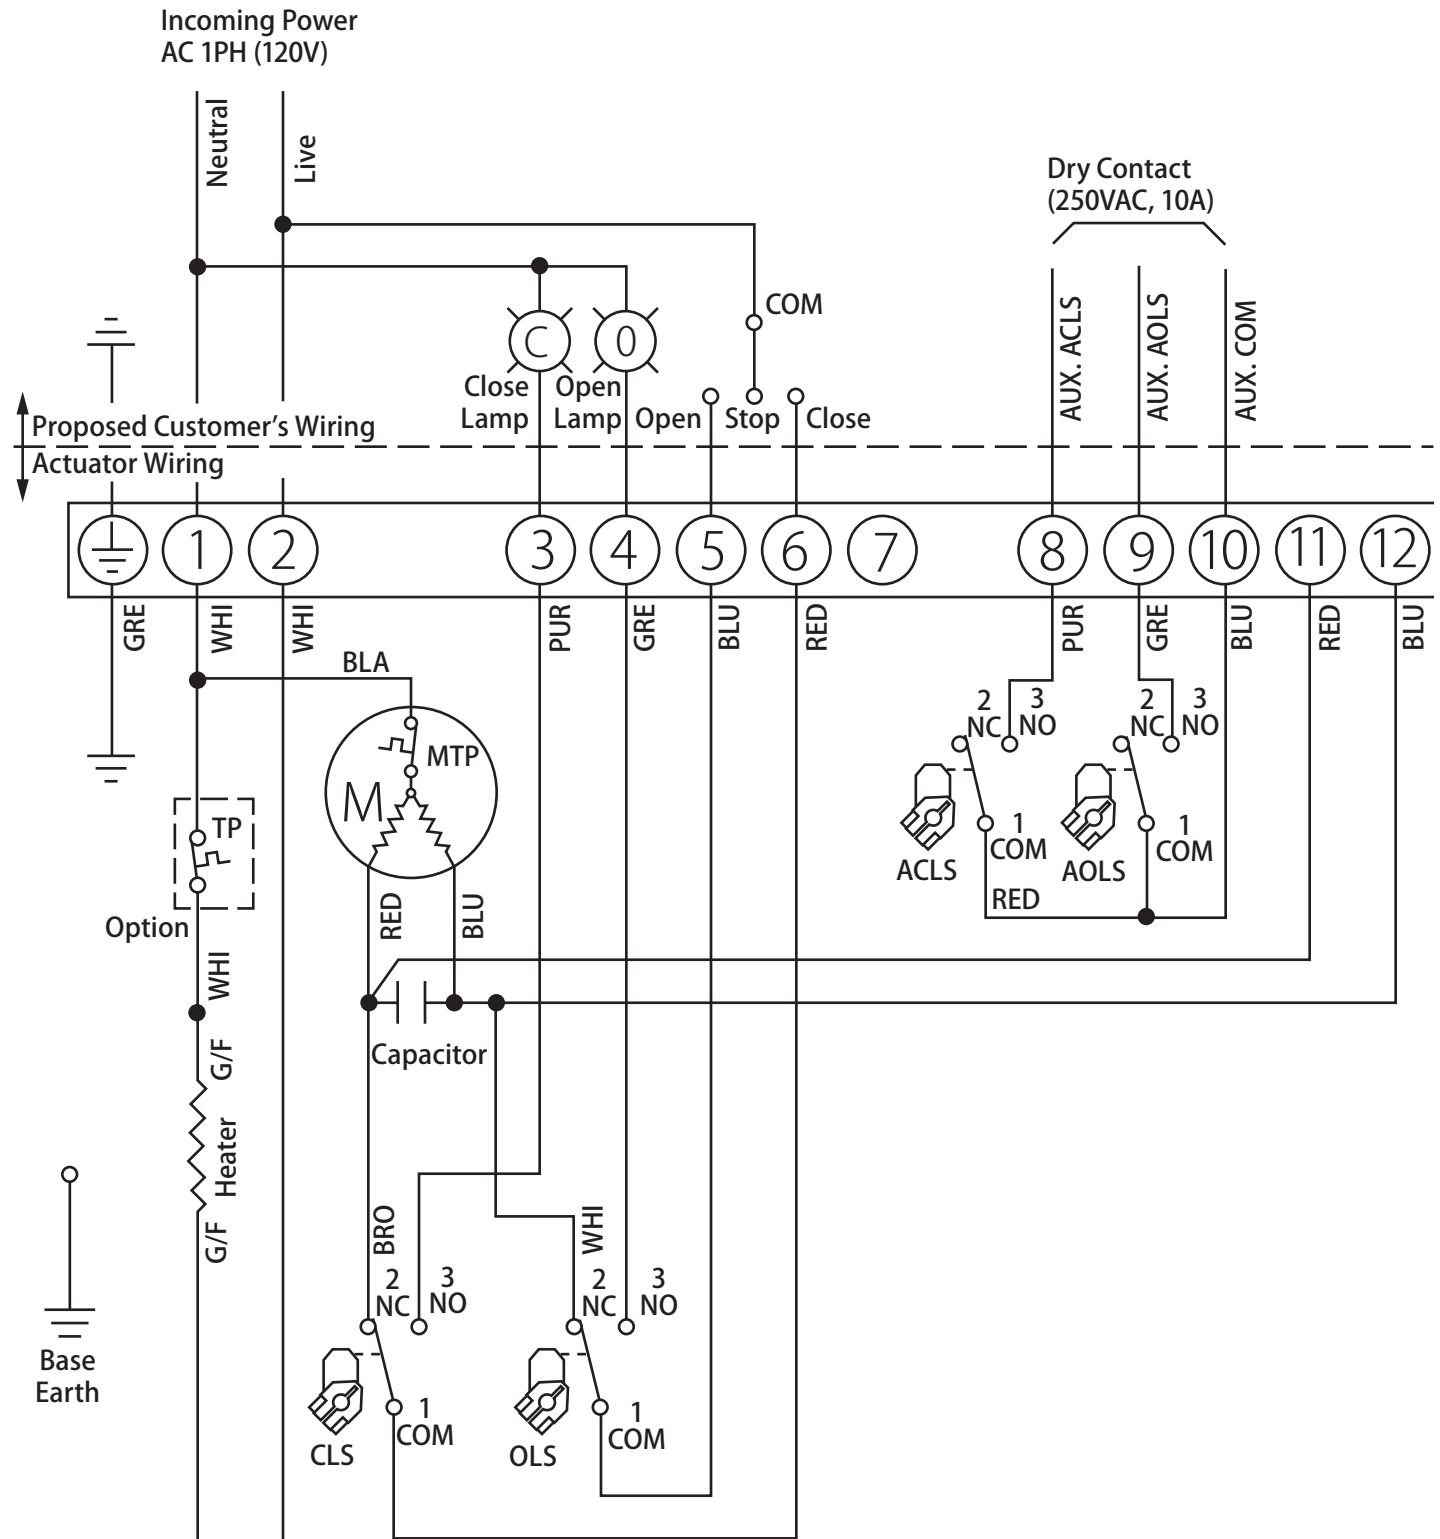 Incoming Power
AC 1PH (120V)
Neutral
Live
Dry Contact
(250VAC, 10A)
COM
AUX. ACLS
AUX. AOLS
AUX. COM
C
0
Close
Lamp
Open
Lamp
Open
Stop
Close
Proposed Customer's Wiring
Actuator Wiring
1
2
3
4
5
6
7
8
9
10
11
12
GRE
WHI
WHI
PUR
GRE
BLU
RED
PUR
GRE
BLU
RED
BLU
BLA
MTP
M
2
NC
3
NO
2
NC
3
NO
1
COM
1
COM
ACLS
AOLS
RED
TP
Option
RED
BLU
WHI
Capacitor
G/F
Heater
G/F
BRO
WHI
2
NC
3
NO
2
NC
3
NO
Base
Earth
1
COM
1
COM
CLS
OLS